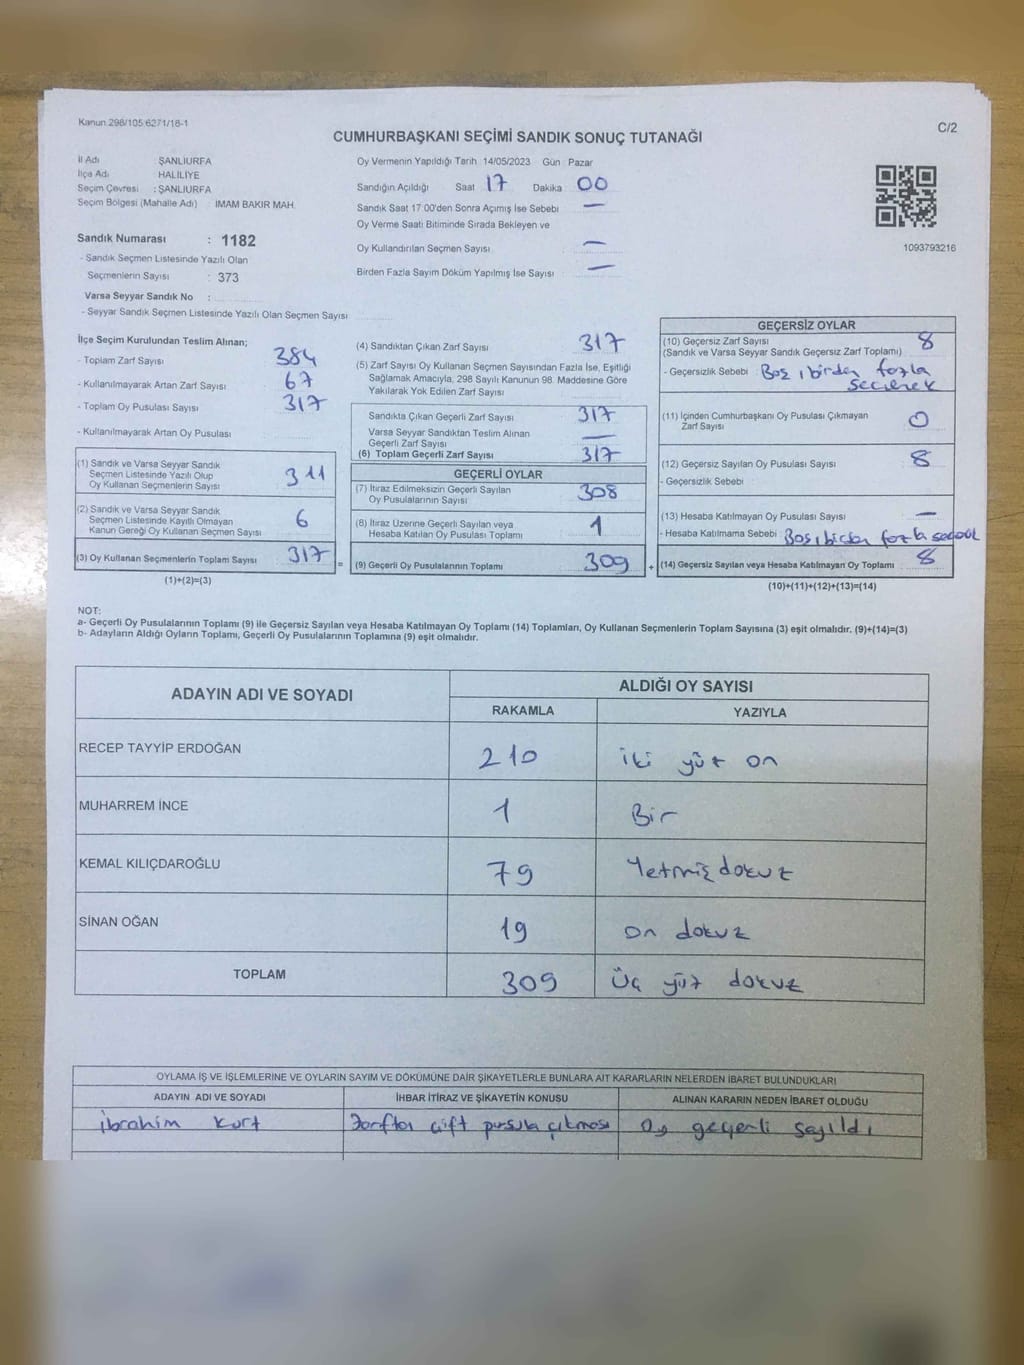 Kanun 298/105 6271/18-1
C/2
CUMHURBAŞKANI SEÇİMİ SANDIK SONUÇ TUTANAĞI
İl Adı : ŞANLIURFA
İlçe Adı : HALİLİYE
Seçim Çevresi : ŞANLIURFA
Seçim Bölgesi (Mahalle Adı) : IMAM BAKIR MAH.
Sandık Numarası : 1182
- Sandık Seçmen Listesinde Yazılı Olan
Seçmenlerin Sayısı : 373
Varsa Seyyar Sandık No :
- Seyyar Sandık Seçmen Listesinde Yazılı Olan Seçmen Sayısı
Oy Vermenin Yapıldığı Tarih 14/05/2023 Gün Pazar
Sandığın Açıldığı Saat 17 Dakika 00
Sandık Saat 17:00'den Sonra Açımış İse Sebebi —
Oy Verme Saati Bitiminde Sırada Bekleyen ve
Oy Kullandırılan Seçmen Sayısı —
Birden Fazla Sayım Döküm Yapılmış İse Sayısı —
1093793216
İlçe Seçim Kurulundan Teslim Alınan;
- Toplam Zarf Sayısı 384
- Kullanılmayarak Artan Zarf Sayısı 67
- Toplam Oy Pusulası Sayısı 317
- Kullanılmayarak Artan Oy Pusulası
(1) Sandık ve Varsa Seyyar Sandık
Seçmen Listesinde Yazılı Olup
Oy Kullanan Seçmenlerin Sayısı 311
(2) Sandık ve Varsa Seyyar Sandık
Seçmen Listesinde Kayıtlı Olmayan
Kanun Gereği Oy Kullanan Seçmen Sayısı 6
(3) Oy Kullanan Seçmenlerin Toplam Sayısı 317 =
(1)+(2)=(3)
(4) Sandıktan Çıkan Zarf Sayısı 317
(5) Zarf Sayısı Oy Kullanan Seçmen Sayısından Fazla İse, Eşitliği
Sağlamak Amacıyla, 298 Sayılı Kanunun 98. Maddesine Göre
Yakılarak Yok Edilen Zarf Sayısı
Sandıkta Çıkan Geçerli Zarf Sayısı 317
Varsa Seyyar Sandıktan Teslim Alınan
Geçerli Zarf Sayısı —
(6) Toplam Geçerli Zarf Sayısı 317
GEÇERLİ OYLAR
(7) İtiraz Edilmeksizin Geçerli Sayılan
Oy Pusulalarının Sayısı 308
(8) İtiraz Üzerine Geçerli Sayılan veya
Hesaba Katılan Oy Pusulası Toplamı 1
(9) Geçerli Oy Pusulalarının Toplamı 309 +
GEÇERSİZ OYLAR
(10) Geçersiz Zarf Sayısı 8
(Sandık ve Varsa Seyyar Sandık Geçersiz Zarf Toplamı)
- Geçersizlik Sebebi Boş, birden fazla
secilerek
(11) İçinden Cumhurbaşkanı Oy Pusulası Çıkmayan
Zarf Sayısı 0
(12) Geçersiz Sayılan Oy Pusulası Sayısı 8
- Geçersizlik Sebebi
(13) Hesaba Katılmayan Oy Pusulası Sayısı —
- Hesaba Katılmama Sebebi Boş, birden fazla
(14) Geçersiz Sayılan veya Hesaba Katılmayan Oy Toplamı 8
(10)+(11)+(12)+(13)=(14)
NOT:
a- Geçerli Oy Pusulalarının Toplamı (9) ile Geçersiz Sayılan veya Hesaba Katılmayan Oy Toplamı (14) Toplamları, Oy Kullanan Seçmenlerin Toplam Sayısına (3) eşit olmalıdır. (9)+(14)=(3)
b- Adayların Aldığı Oyların Toplamı, Geçerli Oy Pusulalarının Toplamına (9) eşit olmalıdır.
ADAYIN ADI VE SOYADI ALDIĞI OY SAYISI
RAKAMLA YAZIYLA
RECEP TAYYİP ERDOĞAN 210 iki yüz on
MUHARREM İNCE 1 Bir
KEMAL KILIÇDAROĞLU 79 Yetmiş dokuz
SİNAN OĞAN 19 on dokuz
TOPLAM 309 üç yüz dokuz
OYLAMA İŞ VE İŞLEMLERİNE VE OYLARIN SAYIM VE DÖKÜMÜNE DAİR ŞİKAYETLERLE BUNLARA AİT KARARLARIN NELERDEN İBARET BULUNDUKLARI
ADAYIN ADI VE SOYADI İHBAR İTİRAZ VE ŞİKAYETİN KONUSU ALINAN KARARIN NEDEN İBARET OLDUĞU
ibrahim Kurt Zarftan çift pusula çıkması Oy geçerli sayıldı